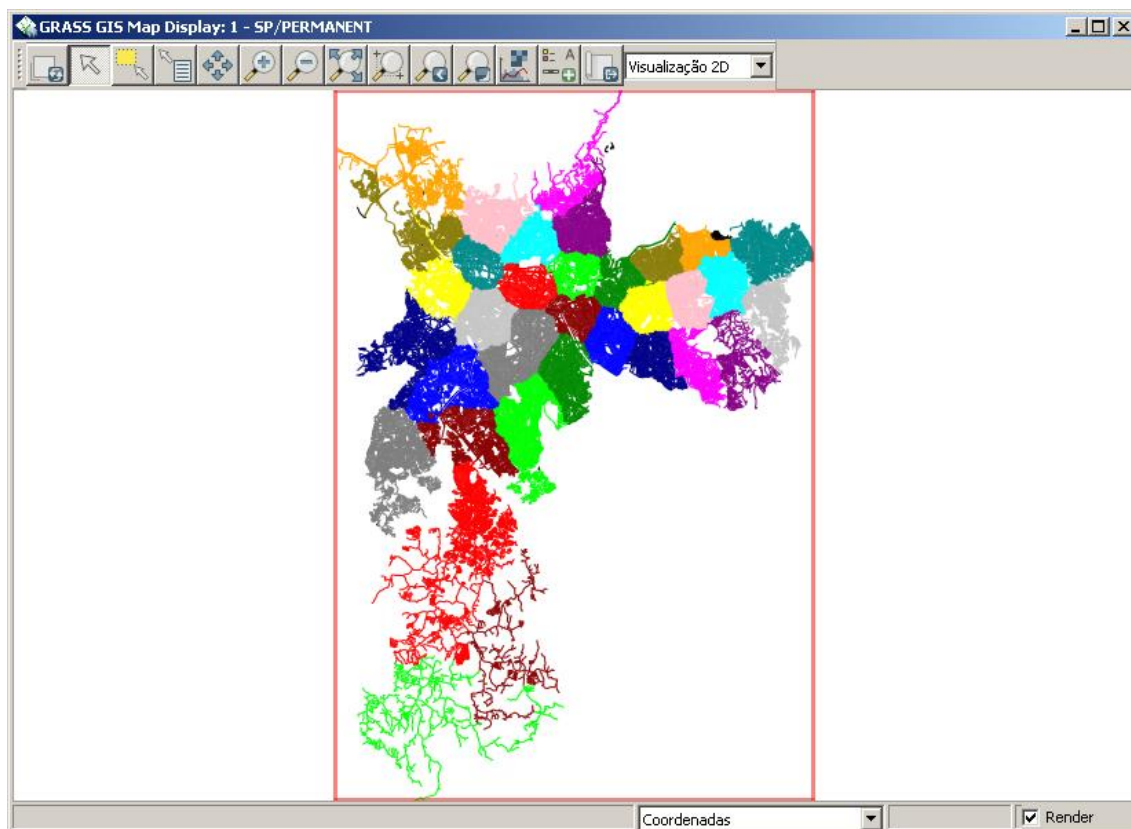 GRASS GIS Map Display: 1 - SP/PERMANENT
A
Visualização 2D
Coordenadas
Render